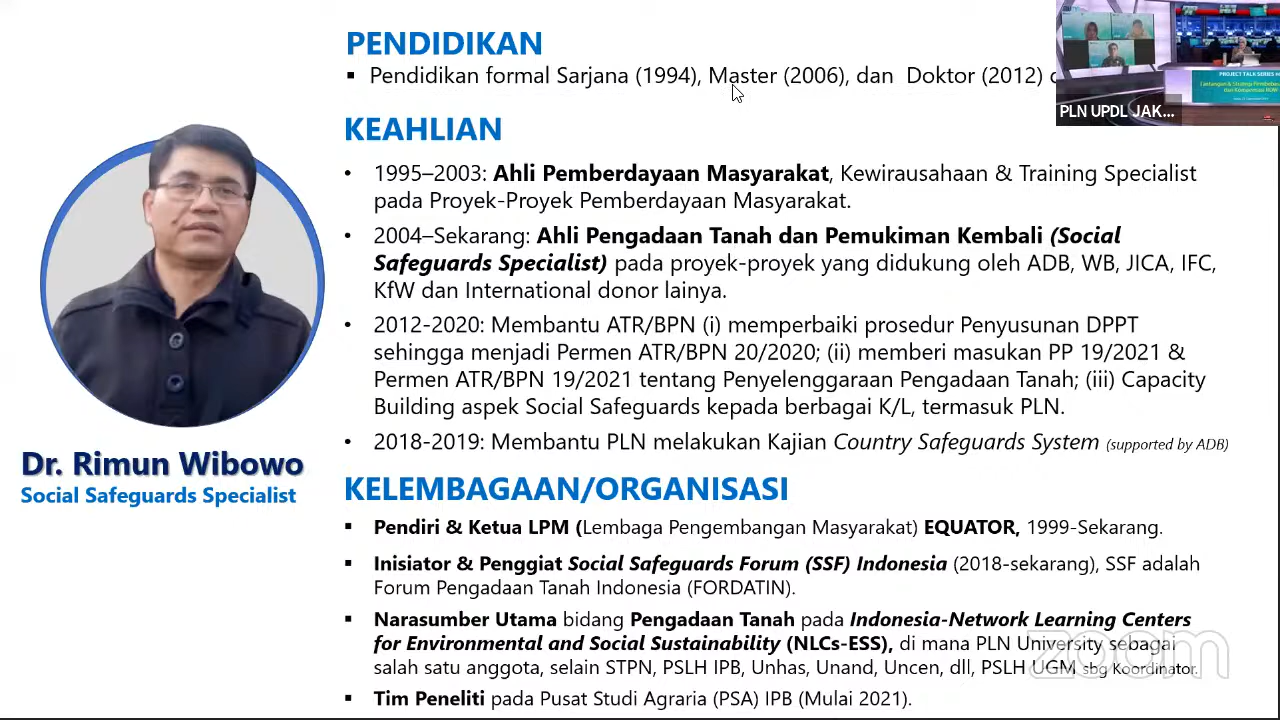 PENDIDIKAN
▪ Pendidikan formal Sarjana (1994), Master (2006), dan Doktor (2012)
PLN UPDL JAK...
PROJECT TALK SERIES
KEAHLIAN
• 1995–2003: Ahli Pemberdayaan Masyarakat, Kewirausahaan & Training Specialist
pada Proyek-Proyek Pemberdayaan Masyarakat.
• 2004–Sekarang: Ahli Pengadaan Tanah dan Pemukiman Kembali (Social
Safeguards Specialist) pada proyek-proyek yang didukung oleh ADB, WB, JICA, IFC,
KfW dan International donor lainya.
• 2012-2020: Membantu ATR/BPN (i) memperbaiki prosedur Penyusunan DPPT
sehingga menjadi Permen ATR/BPN 20/2020; (ii) memberi masukan PP 19/2021 &
Permen ATR/BPN 19/2021 tentang Penyelenggaraan Pengadaan Tanah; (iii) Capacity
Building aspek Social Safeguards kepada berbagai K/L, termasuk PLN.
• 2018-2019: Membantu PLN melakukan Kajian Country Safeguards System (supported by ADB)
Dr. Rimun Wibowo
Social Safeguards Specialist
KELEMBAGAAN/ORGANISASI
▪ Pendiri & Ketua LPM (Lembaga Pengembangan Masyarakat) EQUATOR, 1999-Sekarang.
▪ Inisiator & Penggiat Social Safeguards Forum (SSF) Indonesia (2018-sekarang), SSF adalah
Forum Pengadaan Tanah Indonesia (FORDATIN).
▪ Narasumber Utama bidang Pengadaan Tanah pada Indonesia-Network Learning Centers
for Environmental and Social Sustainability (NLCs-ESS), di mana PLN University sebagai
salah satu anggota, selain STPN, PSLH IPB, Unhas, Unand, Uncen, dll, PSLH UGM sbg Koordinator.
▪ Tim Peneliti pada Pusat Studi Agraria (PSA) IPB (Mulai 2021).
zoom